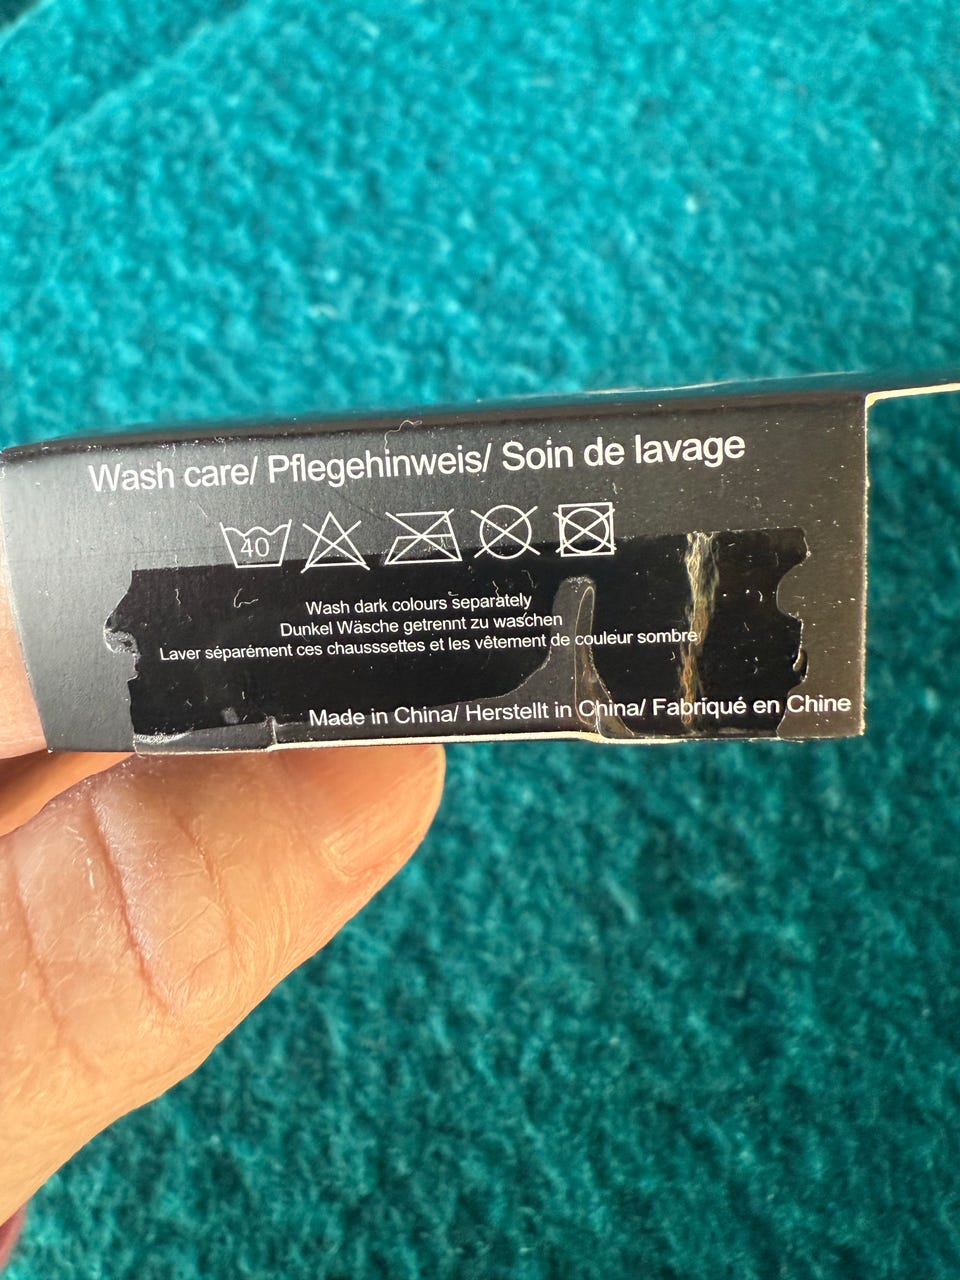 Wash care/ Pflegehinweis/ Soin de lavage
40
Wash dark colours separately
Dunkel Wäsche getrennt zu waschen
Laver séparément ces chausssettes et les vêtement de couleur sombre
Made in China/ Herstellt in China/ Fabriqué en Chine